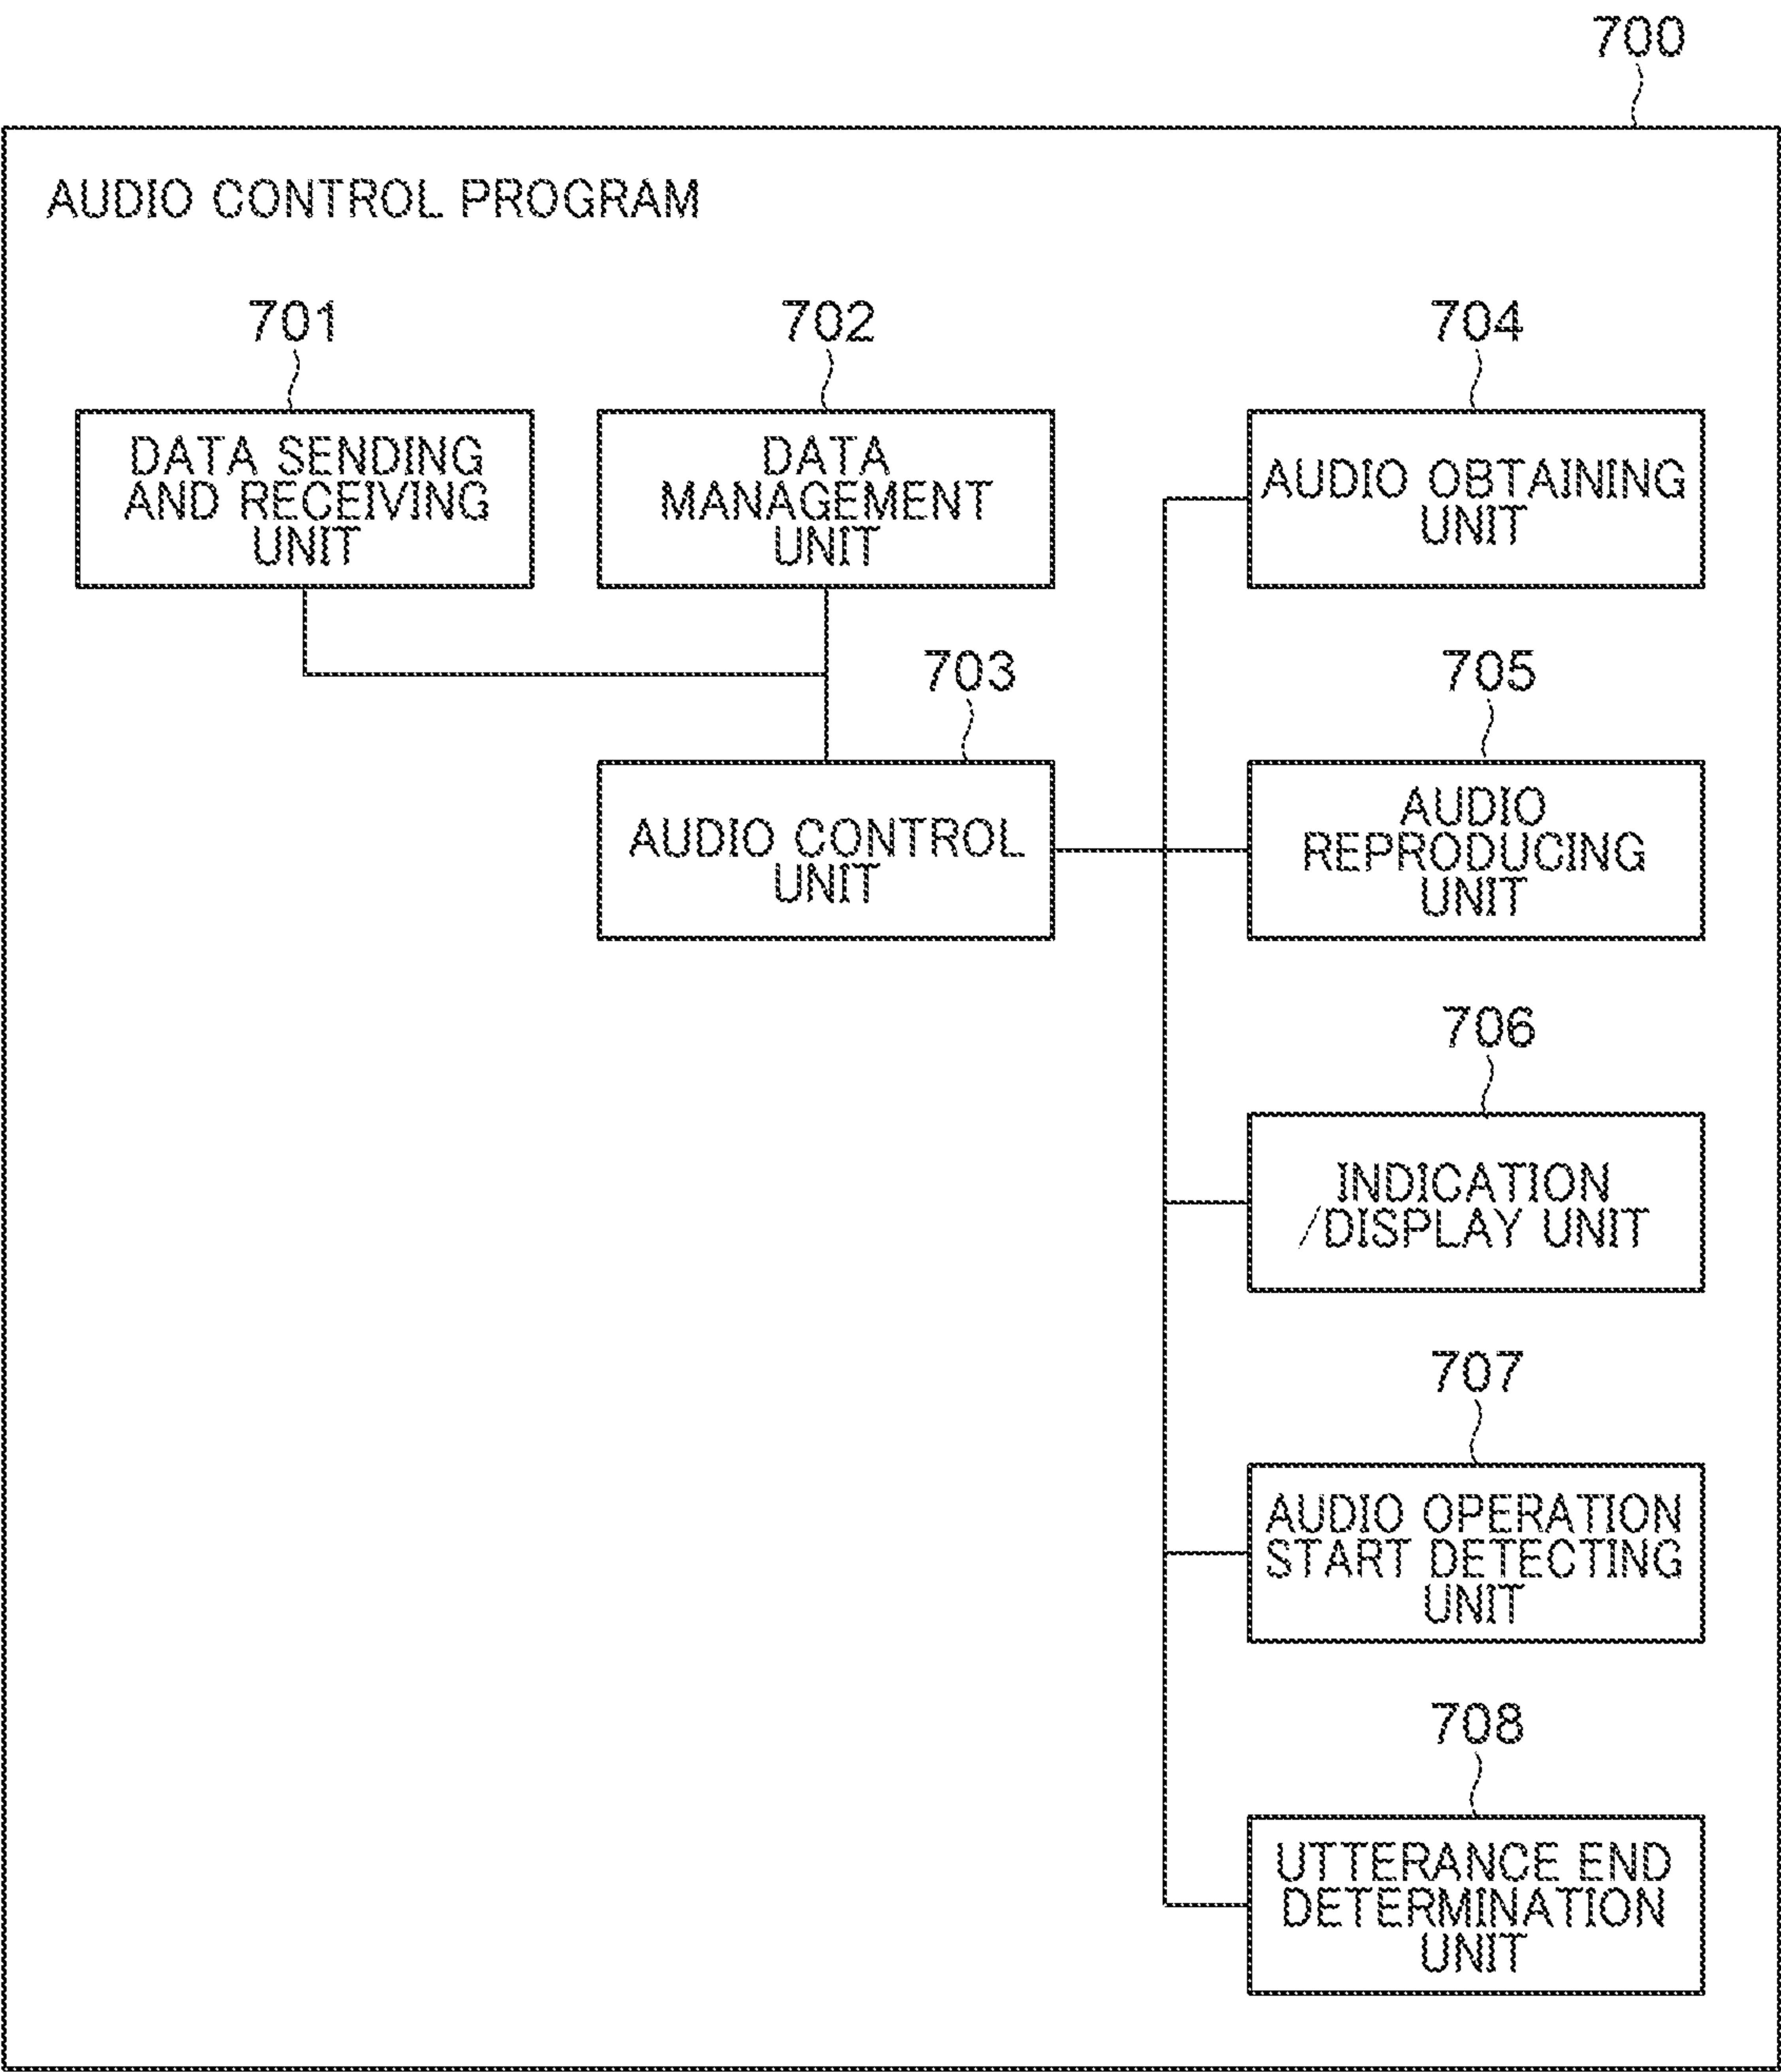 700
AUDIO CONTROL PROGRAM
701
702
704
DATA SENDING
AND RECEIVING
UNIT
DATA
MANAGEMENT
UNIT
AUDIO OBTAINING
UNIT
703
705
AUDIO CONTROL
UNIT
AUDIO
REPRODUCING
UNIT
706
INDICATION
/DISPLAY UNIT
707
AUDIO OPERATION
START DETECTING
UNIT
708
UTTERANCE END
DETERMINATION
UNIT